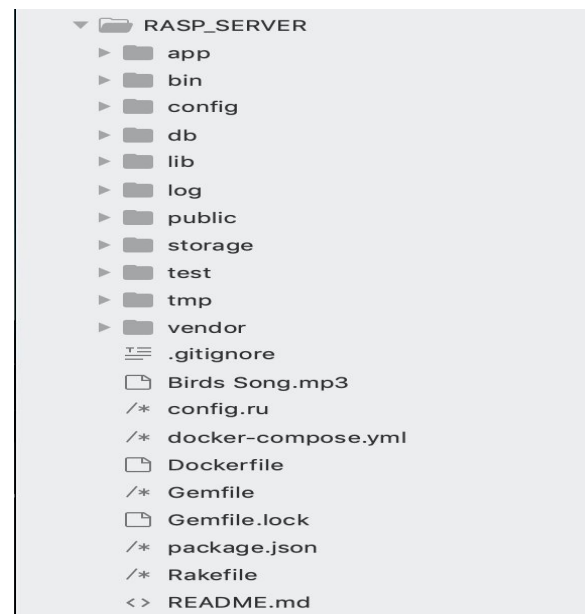 RASP_SERVER
app
bin
config
db
lib
log
public
storage
test
tmp
vendor
.gitignore
Birds Song.mp3
/* config.ru
/* docker-compose.yml
Dockerfile
/* Gemfile
Gemfile.lock
/* package.json
/* Rakefile
<> README.md